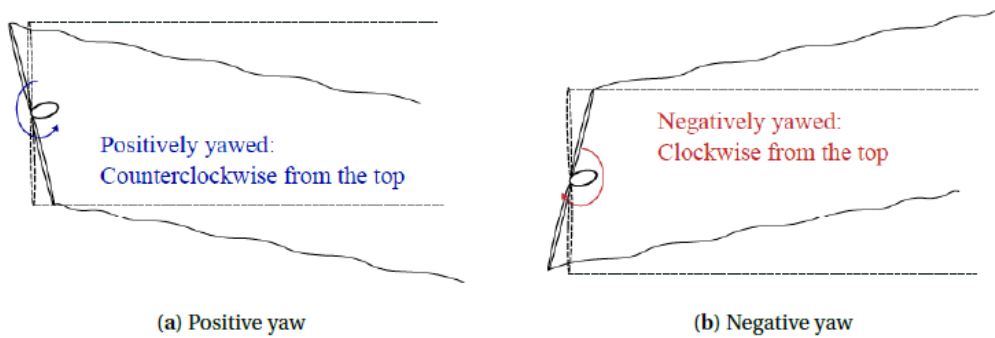 Positively yawed:
Counterclockwise from the top
Negatively yawed:
Clockwise from the top
(a) Positive yaw
(b) Negative yaw